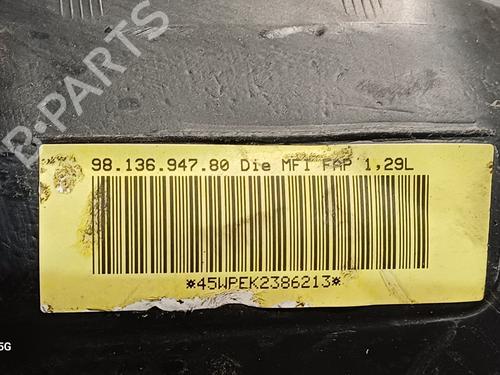 B-PARTS
98.136.947.80 Die MFI FAP 1,29L
*45WPEK2386213*
5G